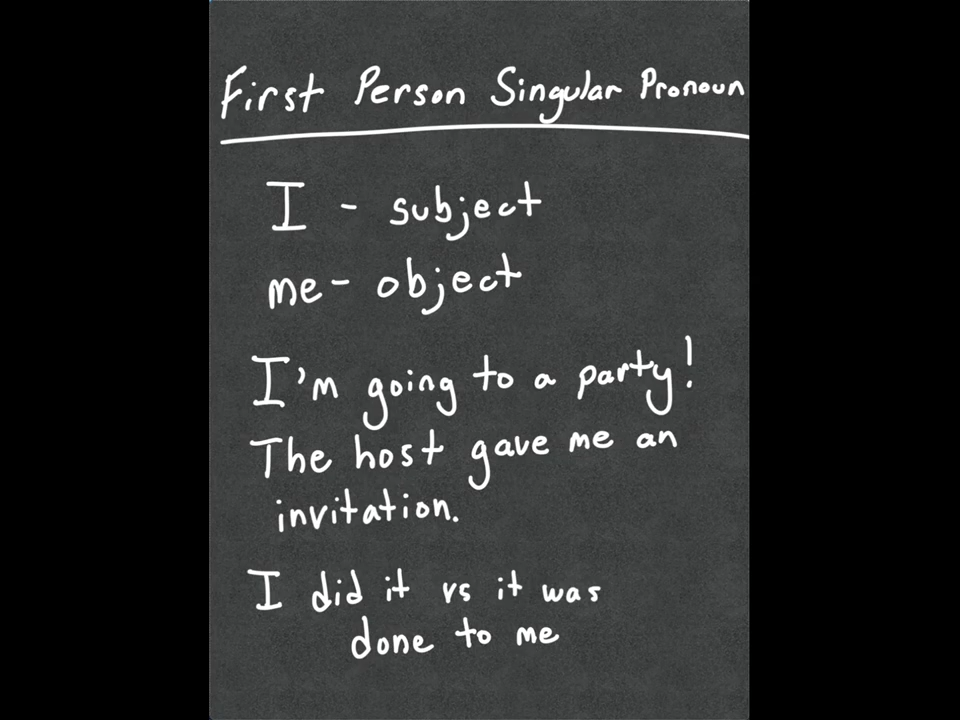 First Person Singular Pronoun
I - subject
me - object
I'm going to a party!
The host gave me an
invitation.
I did it vs it was
done to me